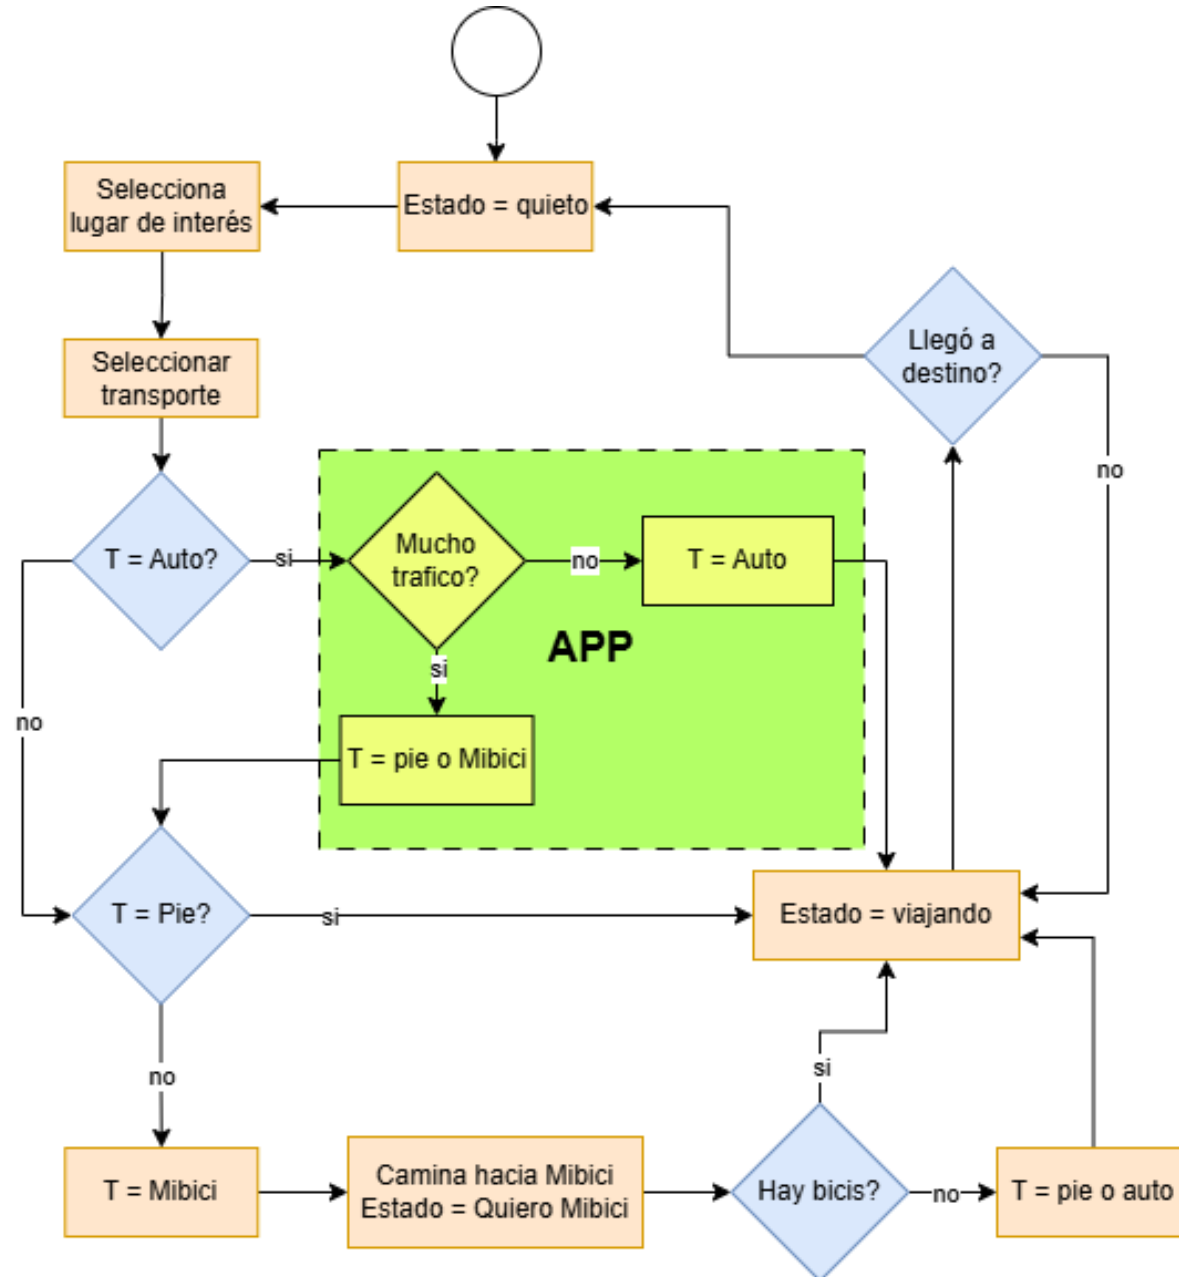 Selecciona
lugar de interés
Estado = quieto
Seleccionar
transporte
Llegó a
destino?
no
T = Auto?
si
Mucho
trafico?
no
T = Auto
APP
si
no
T = pie o Mibici
T = Pie?
si
Estado = viajando
no
si
T = Mibici
Camina hacia Mibici
Estado = Quiero Mibici
Hay bicis?
no
T = pie o auto